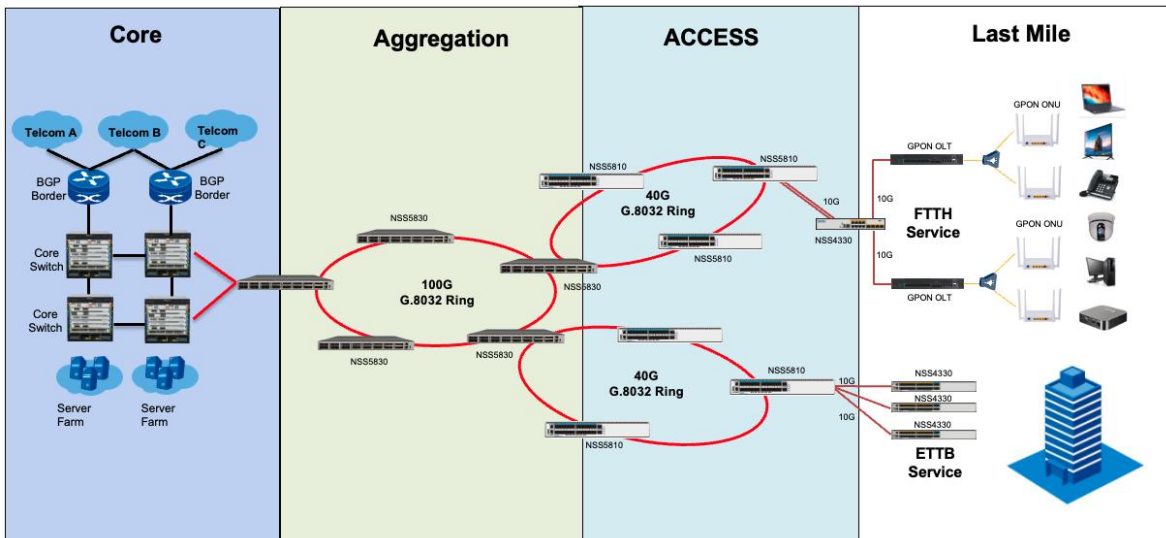 Core
Aggregation
ACCESS
Last Mile
Telcom A
Telcom B
Telcom
C
BGP
Border
BGP
Border
Core
Switch
Core
Switch
Server
Farm
Server
Farm
NSS5830
100G
G.8032 Ring
NSS5830
NSS5830
NSS5830
NSS5810
40G
G.8032 Ring
NSS5810
NSS5810
40G
G.8032 Ring
NSS5810
NSS5810
10G
NSS4330
10G
10G
GPON OLT
FTTH
Service
GPON OLT
GPON ONU
GPON ONU
10G
10G
NSS4330
NSS4330
NSS4330
ETTB
Service